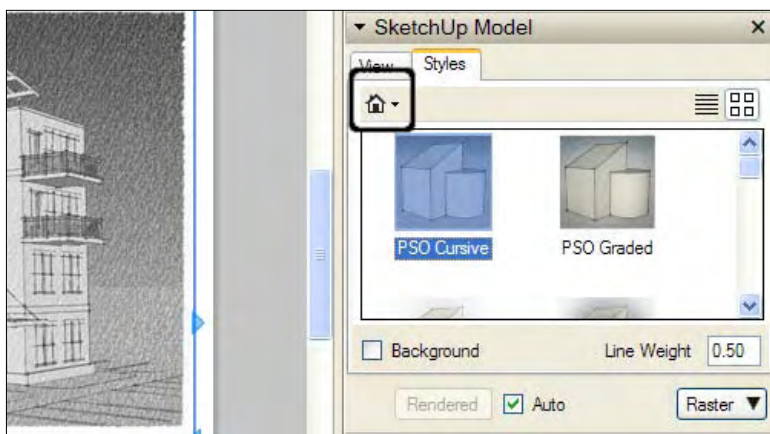 SketchUp Model
View Styles
PSO Cursive PSO Graded
Background Line Weight 0.50
Rendered Auto Raster